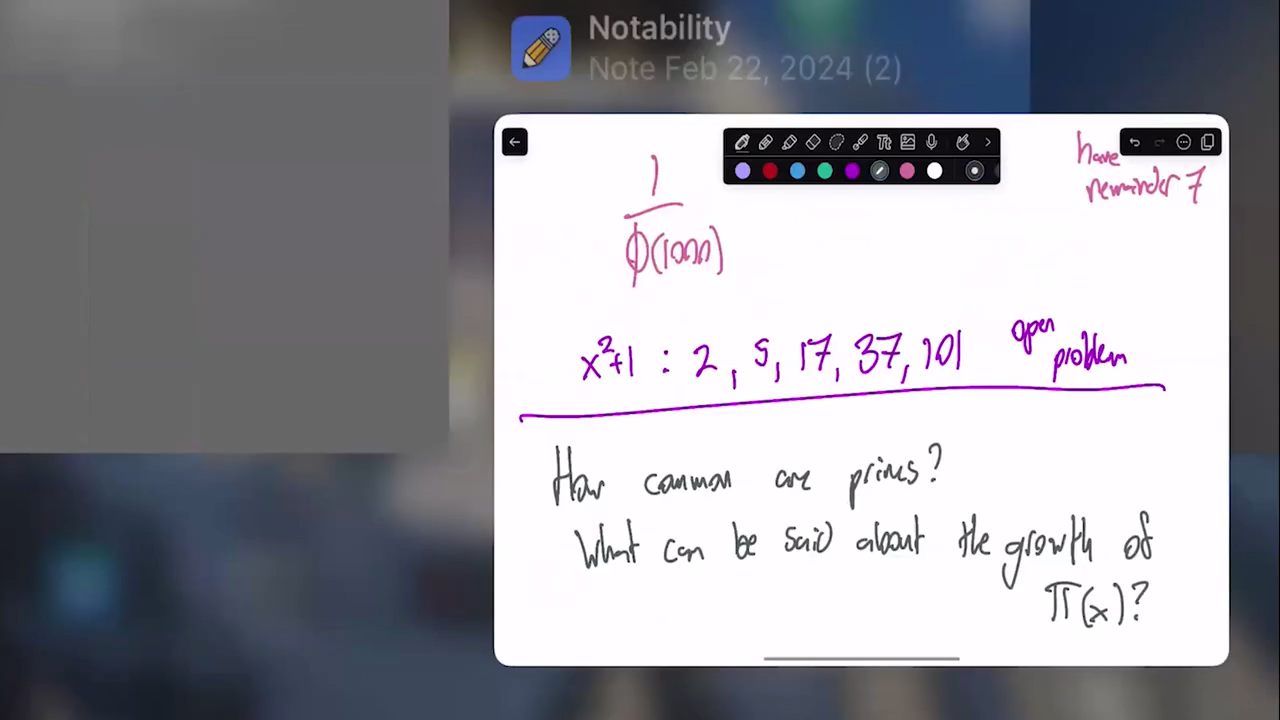 Notability
Note Feb 22, 2024 (2)
1
have
remainder 7
ϕ(1000)
x²+1 : 2, 5, 17, 37, 101
open
problem
How common are primes?
What can be said about the growth of
π(x)?